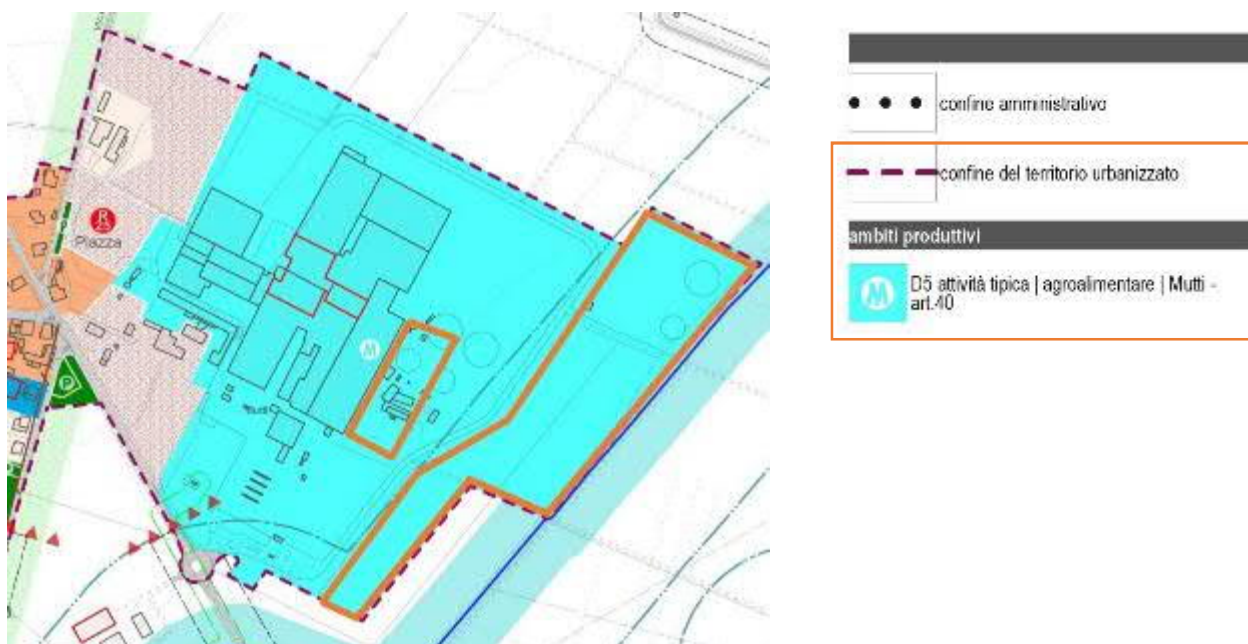 R
Piazza
M
P
confine amministrativo
confine del territorio urbanizzato
ambiti produttivi
M
D5 attività tipica | agroalimentare | Mutti -
art.40